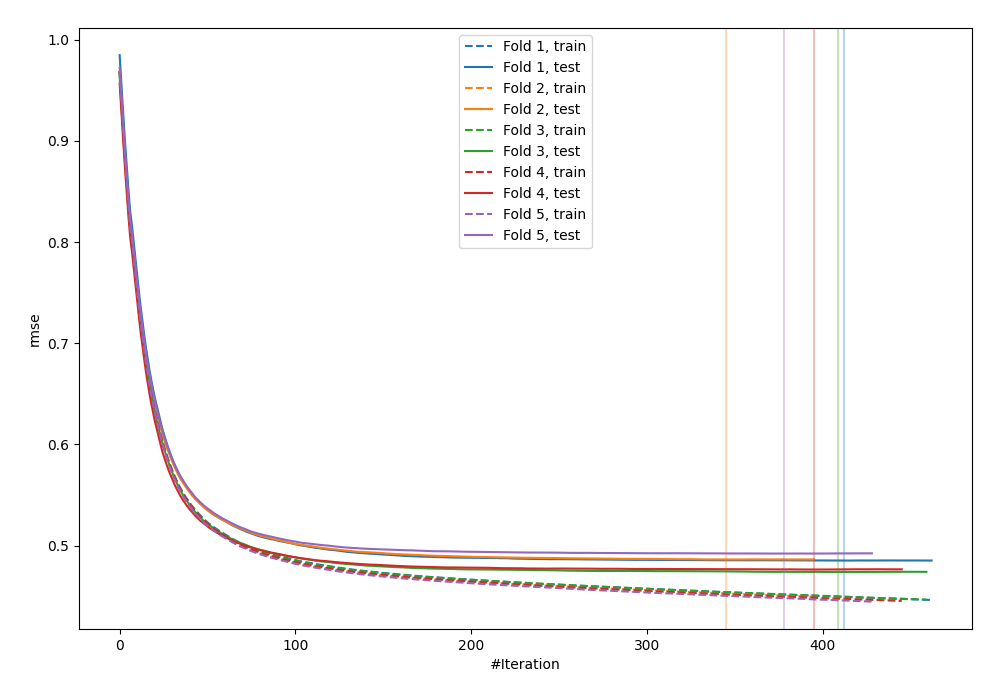 1.0
0.9
0.8
0.7
0.6
0.5
rmse
0
100
200
300
400
#Iteration
Fold 1, train
Fold 1, test
Fold 2, train
Fold 2, test
Fold 3, train
Fold 3, test
Fold 4, train
Fold 4, test
Fold 5, train
Fold 5, test